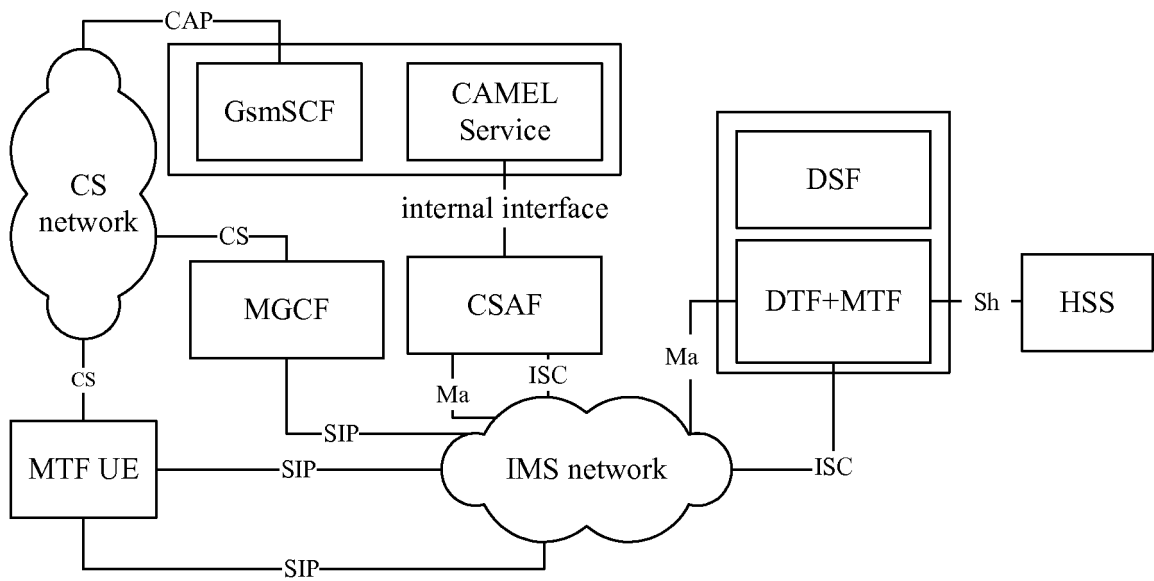 CAP
GsmSCF
CAMEL
Service
CS
network
DSF
internal interface
CS
MGCF
CSAF
DTF+MTF
Sh
HSS
Ma
CS
Ma
ISC
SIP
MTF UE
SIP
IMS network
ISC
SIP